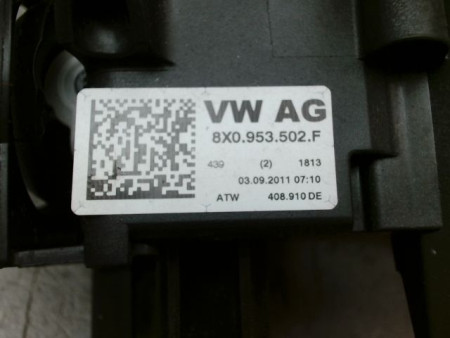 VW AG
8X0.953.502.F
439 (2) 1813
03.09.2011 07:10
ATW 408.910 DE